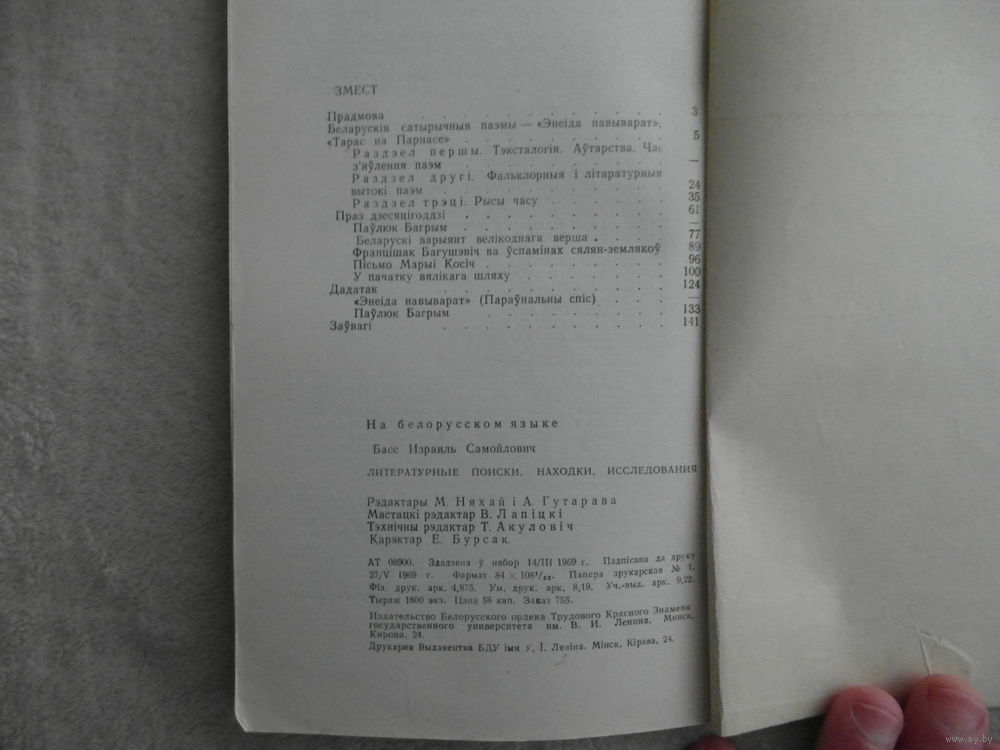 ЗМЕСТ
Прадмова . . . . . . . . . . . 3
Беларускія сатырычныя паэмы — «Энеіда навыварат»,
«Тарас на Парнасе» . . . . . . . . . 5
Раздзел першы. Тэксталогія. Аўтарства. Час
з'яўлення паэм . . . . . . . . . —
Раздзел другі. Фальклорныя і літаратурныя
вытокі паэм . . . . . . . . . 24
Раздзел трэці. Рысы часу . . . . . 35
Праз дзесяцігоддзі . . . . . . . . . 61
Паўлюк Багрым . . . . . . . . . —
Беларускі варыянт велікоднага верша . . . 77
Францішак Багушэвіч ва ўспамінах сялян-землякоў 89
Пісьмо Марыі Косіч . . . . . . . 96
У пачатку вялікага шляху . . . . . . 100
Дадатак . . . . . . . . . . . 124
«Энеіда навыварат» (Параўнальны спіс) . . . —
Паўлюк Багрым . . . . . . . . . 133
Заўвагі . . . . . . . . . . . 141
На белорусском языке
Басс Израиль Самойлович
ЛИТЕРАТУРНЫЕ ПОИСКИ, НАХОДКИ, ИССЛЕДОВАНИЯ
Рэдактары М. Няхай і А. Гутарава
Мастацкі рэдактар В. Лапіцкі
Тэхнічны рэдактар Т. Акуловіч
Карэктар Е. Бурсак.
АТ 08900. Здадзена ў набор 14/III 1969 г. Падпісана да друку
27/V 1969 г. Фармат 84 × 108¹/₃₂. Папера друкарская № 1.
Фіз. друк. арк. 4,875. Ум. друк. арк. 8,19. Уч.-выд. арк. 9,22.
Тыраж 1800 экз. Цана 58 кап. Заказ 755.
Издательство Белорусского ордена Трудового Красного Знамени
государственного университета им. В. И. Ленина. Минск,
Кирова, 24.
Друкарня Выдавецтва БДУ імя У. І. Леніна. Мінск, Кірава, 24.
www.ay.by